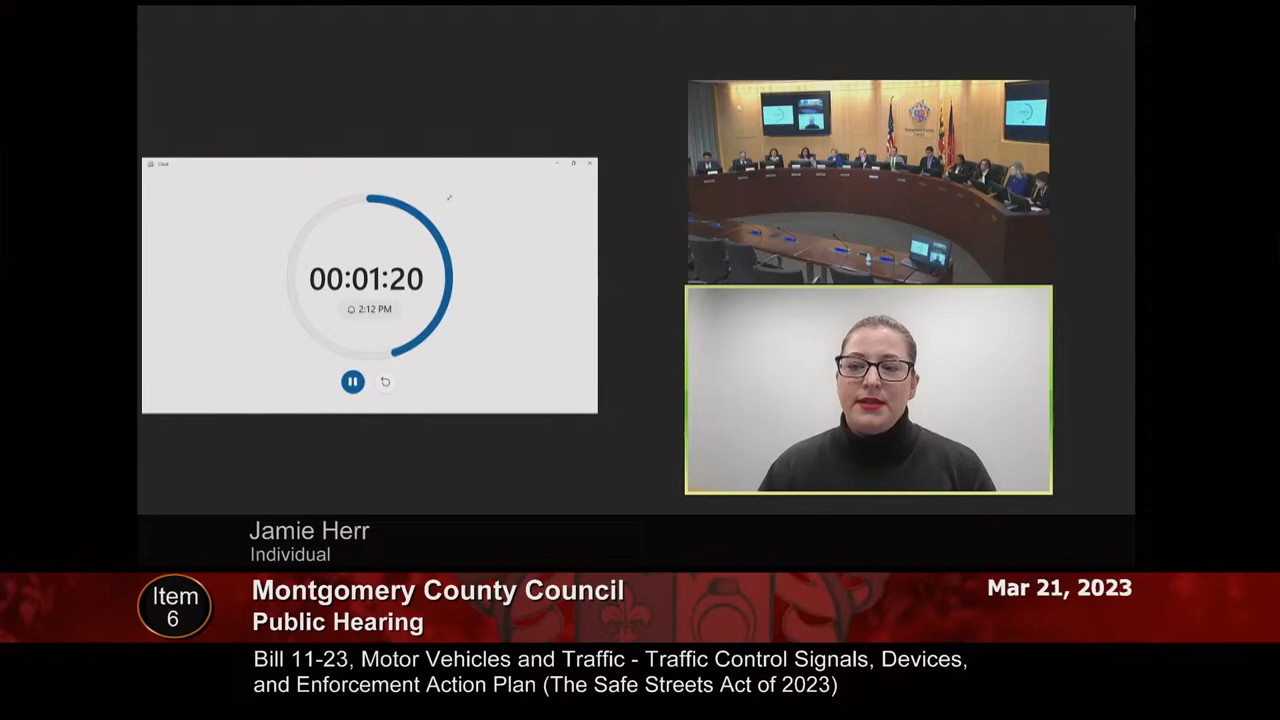 Clock
00:01:20
2:12 PM
Jamie Herr
Individual
Item
6
Montgomery County Council
Public Hearing
Mar 21, 2023
Bill 11-23, Motor Vehicles and Traffic - Traffic Control Signals, Devices,
and Enforcement Action Plan (The Safe Streets Act of 2023)